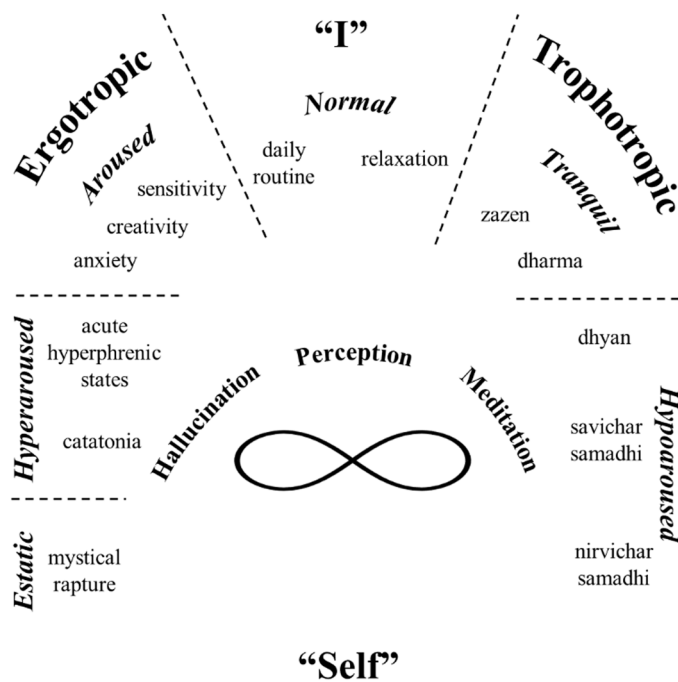 “I”
Ergotropic
Normal
Trophotropic
Aroused
daily
routine
relaxation
Tranquil
sensitivity
creativity
anxiety
zazen
dharma
Hyperaroused
acute
hyperphrenic
states
catatonia
Hallucination
Perception
Meditation
dhyan
savichar
samadhi
Hypoaroused
nirvichar
samadhi
Estatic
mystical
rapture
“Self”